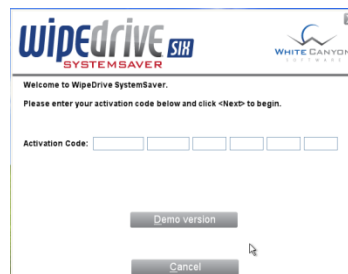 WIPEDRIVE SIX
SYSTEMSAVER
WHITE CANYON
SOFTWARE
Welcome to WipeDrive SystemSaver.
Please enter your activation code below and click <Next> to begin.
Activation Code:
Demo version
Cancel